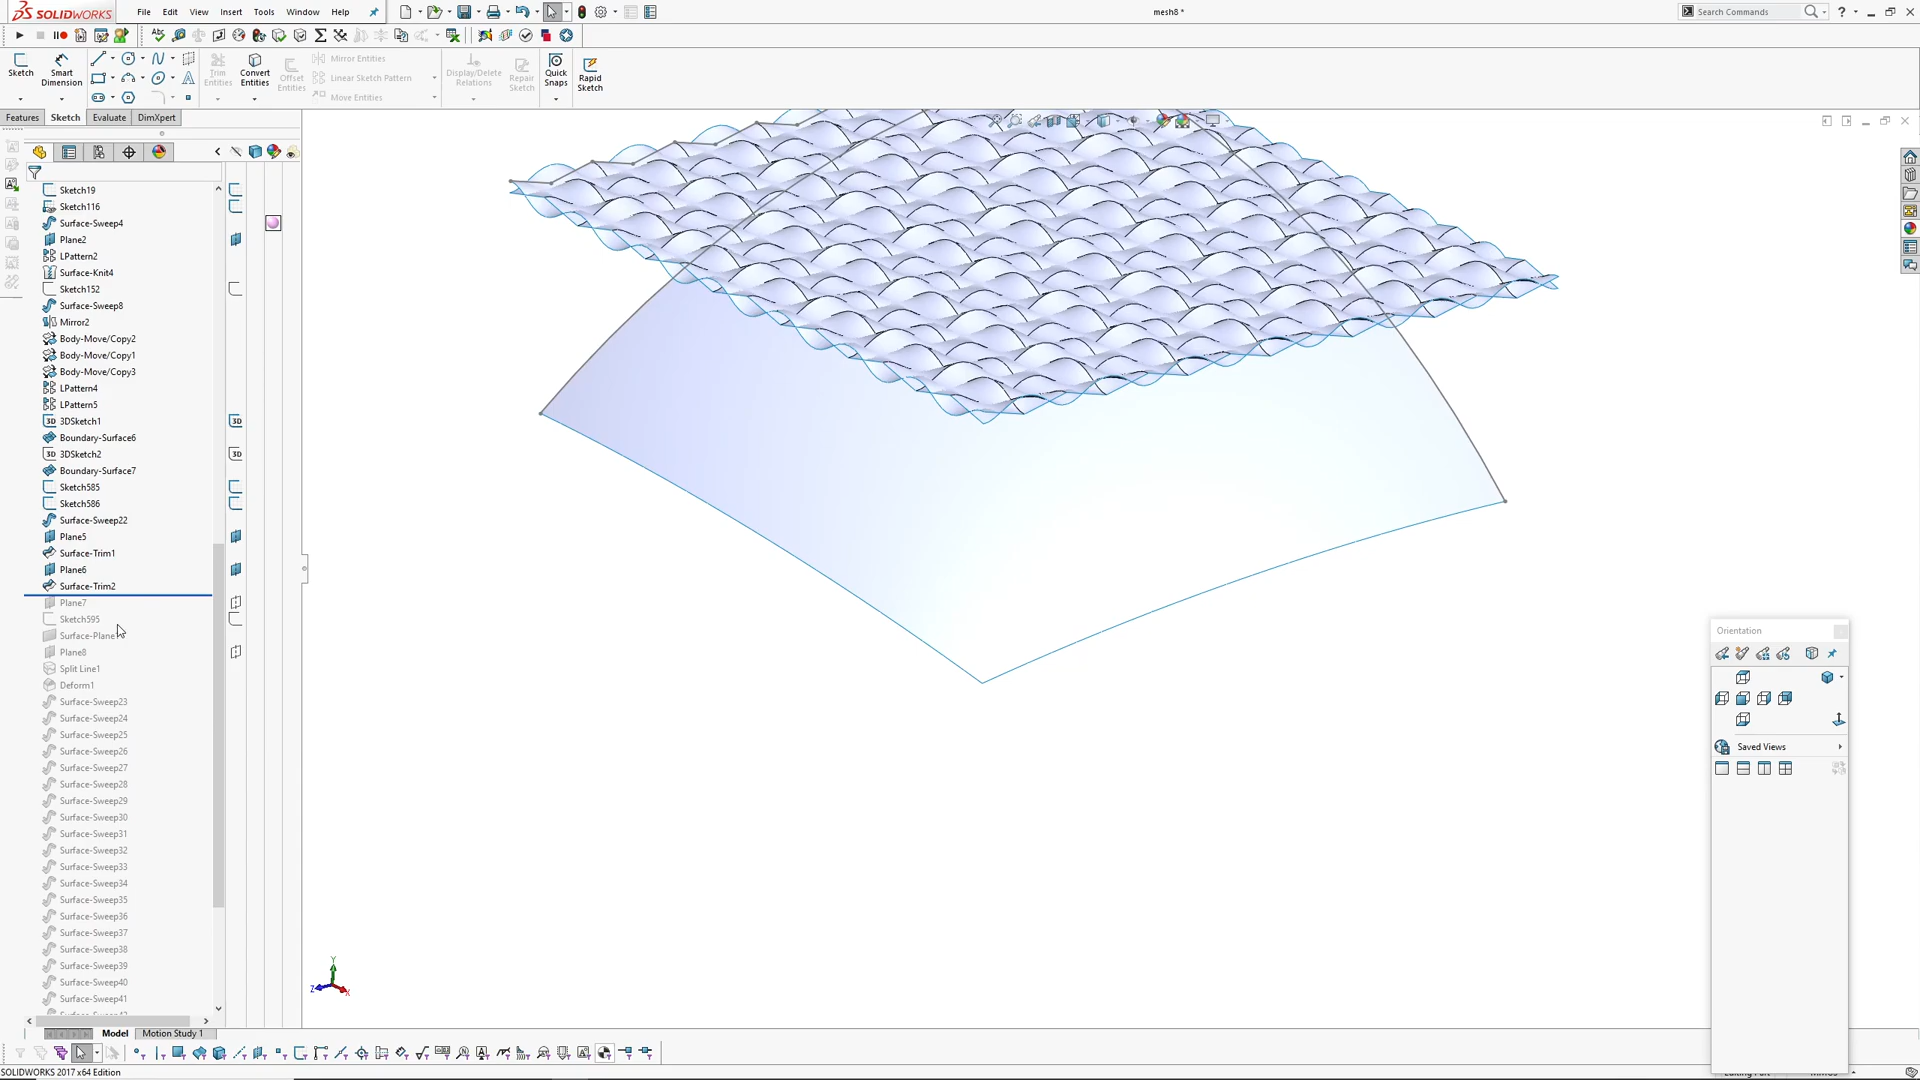 SOLIDWORKS
File Edit View Insert Tools Window Help
mesh8 *
Search Commands
Sketch
Smart Dimension
Trim Entities
Convert Entities
Offset Entities
Mirror Entities
Linear Sketch Pattern
Move Entities
Display/Delete Relations
Repair Sketch
Quick Snaps
Rapid Sketch
Features Sketch Evaluate DimXpert
Sketch19
Sketch116
Surface-Sweep4
Plane2
LPattern2
Surface-Knit4
Sketch152
Surface-Sweep8
Mirror2
Body-Move/Copy2
Body-Move/Copy1
Body-Move/Copy3
LPattern4
LPattern5
3D 3DSketch1 3D
Boundary-Surface6
3D 3DSketch2 3D
Boundary-Surface7
Sketch585
Sketch586
Surface-Sweep22
Plane5
Surface-Trim1
Plane6
Surface-Trim2
Plane7
Sketch595
Surface-Plane
Plane8
Split Line1
Deform1
Surface-Sweep23
Surface-Sweep24
Surface-Sweep25
Surface-Sweep26
Surface-Sweep27
Surface-Sweep28
Surface-Sweep29
Surface-Sweep30
Surface-Sweep31
Surface-Sweep32
Surface-Sweep33
Surface-Sweep34
Surface-Sweep35
Surface-Sweep36
Surface-Sweep37
Surface-Sweep38
Surface-Sweep39
Surface-Sweep40
Surface-Sweep41
Orientation
Saved Views
Y
Z
X
Model Motion Study 1
SOLIDWORKS 2017 x64 Edition